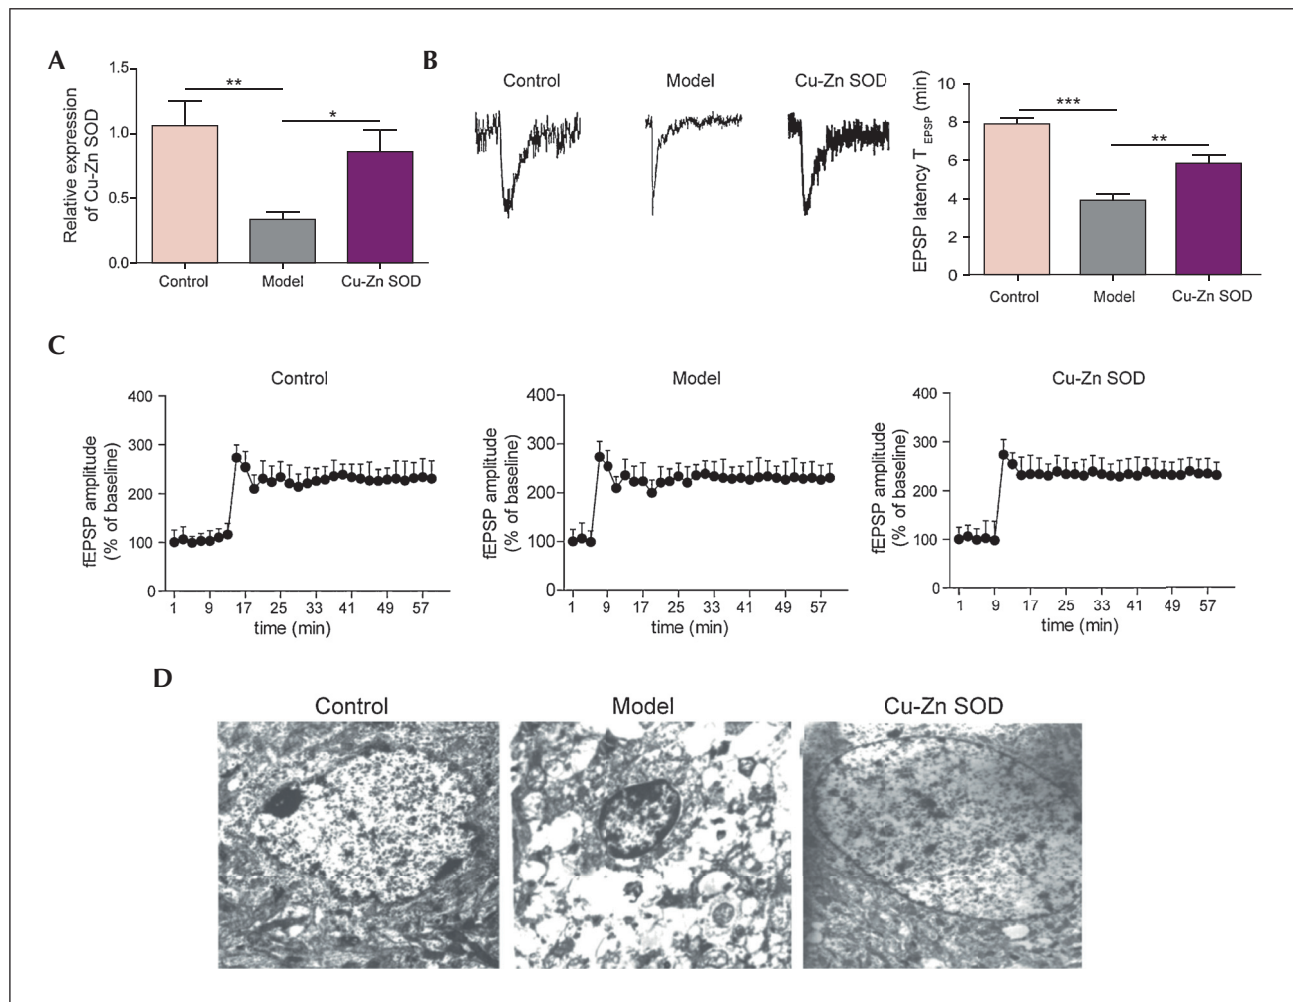 A
Relative expression
of Cu-Zn SOD
1.5
1.0
0.5
0.0
**
*
Control
Model
Cu-Zn SOD
B
Control
Model
Cu-Zn SOD
EPSP latency T EPSP (min)
10
8
6
4
2
0
***
**
Control
Model
Cu-Zn SOD
C
Control
fEPSP amplitude
(% of baseline)
400
300
200
100
0
1 9 17 25 33 41 49 57
time (min)
Model
fEPSP amplitude
(% of baseline)
400
300
200
100
0
1 9 17 25 33 41 49 57
time (min)
Cu-Zn SOD
fEPSP amplitude
(% of baseline)
400
300
200
100
0
1 9 17 25 33 41 49 57
time (min)
D
Control
Model
Cu-Zn SOD